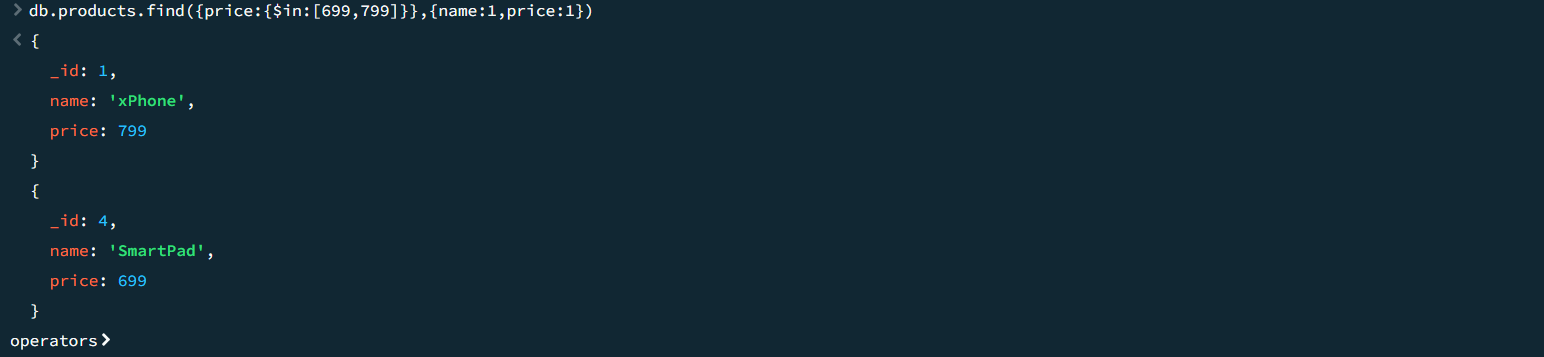 > db.products.find({price:{$in:[699,799]}},{name:1,price:1})
< {
_id: 1,
name: 'xPhone',
price: 799
}
{
_id: 4,
name: 'SmartPad',
price: 699
}
operators>